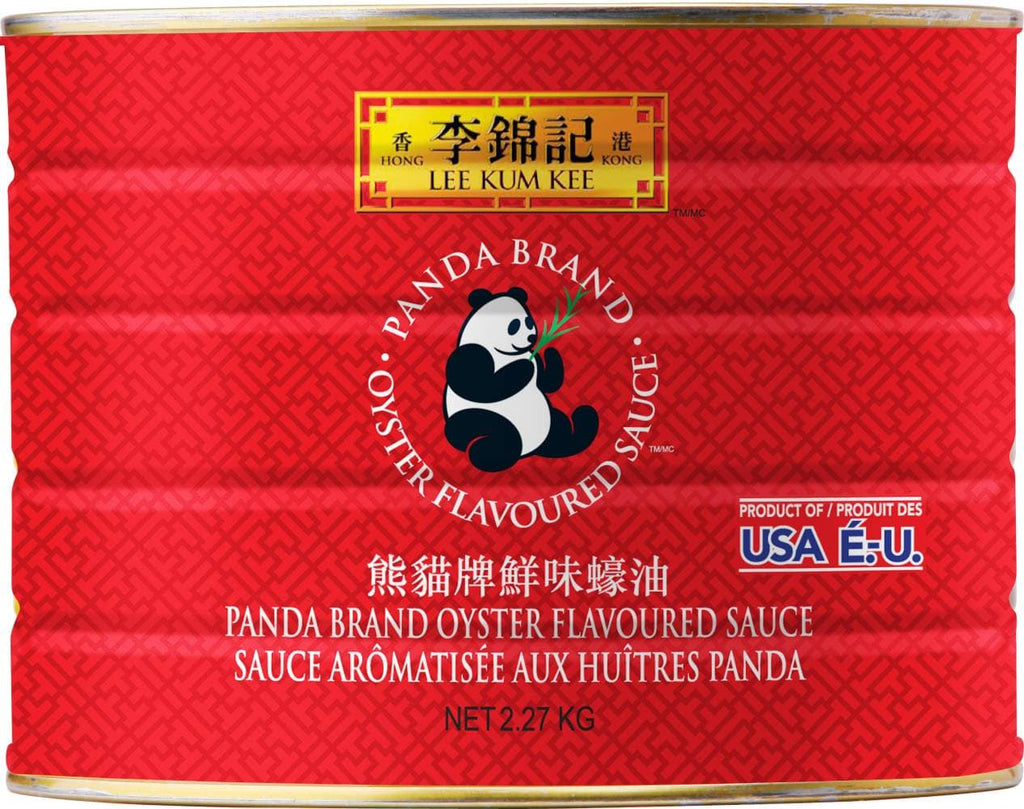 香 李錦記 港
HONG KONG
LEE KUM KEE
TM/MC
PANDA BRAND
• OYSTER FLAVOURED SAUCE •
TM/MC
PRODUCT OF / PRODUIT DES
USA É.-U.
熊貓牌鮮味蠔油
PANDA BRAND OYSTER FLAVOURED SAUCE
SAUCE ARÔMATISÉE AUX HUÎTRES PANDA
NET 2.27 KG